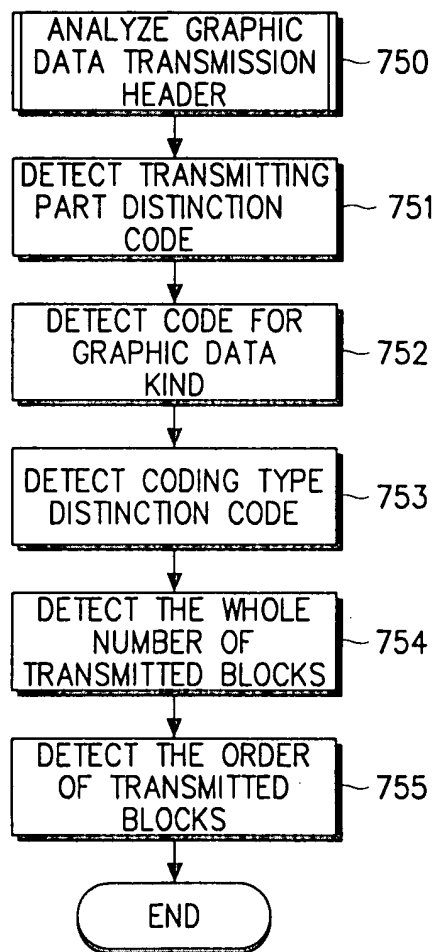 ANALYZE GRAPHIC
DATA TRANSMISSION
HEADER
750
DETECT TRANSMITTING
PART DISTINCTION
CODE
751
DETECT CODE FOR
GRAPHIC DATA
KIND
752
DETECT CODING TYPE
DISTINCTION CODE
753
DETECT THE WHOLE
NUMBER OF
TRANSMITTED BLOCKS
754
DETECT THE ORDER
OF TRANSMITTED
BLOCKS
755
END